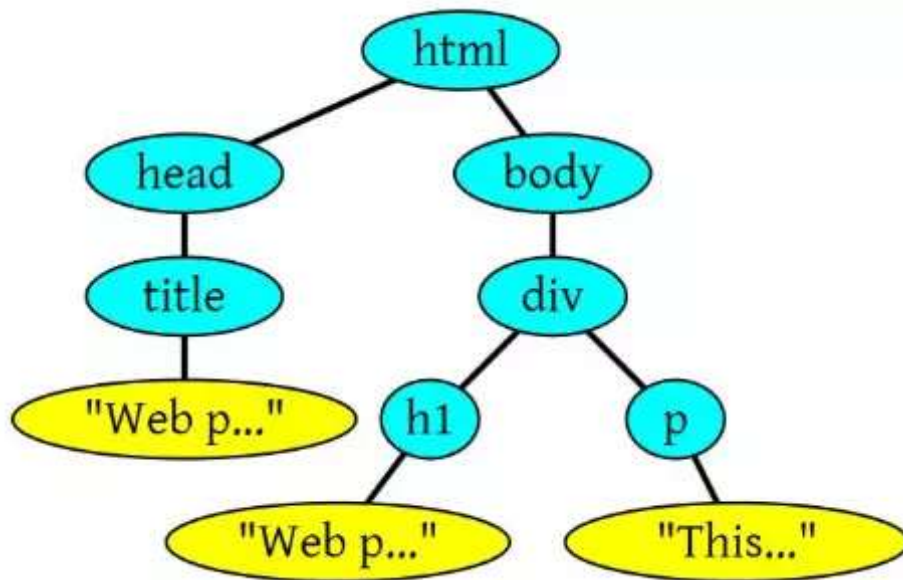 html
head body
title div
"Web p..." h1 p
"Web p..." "This..."